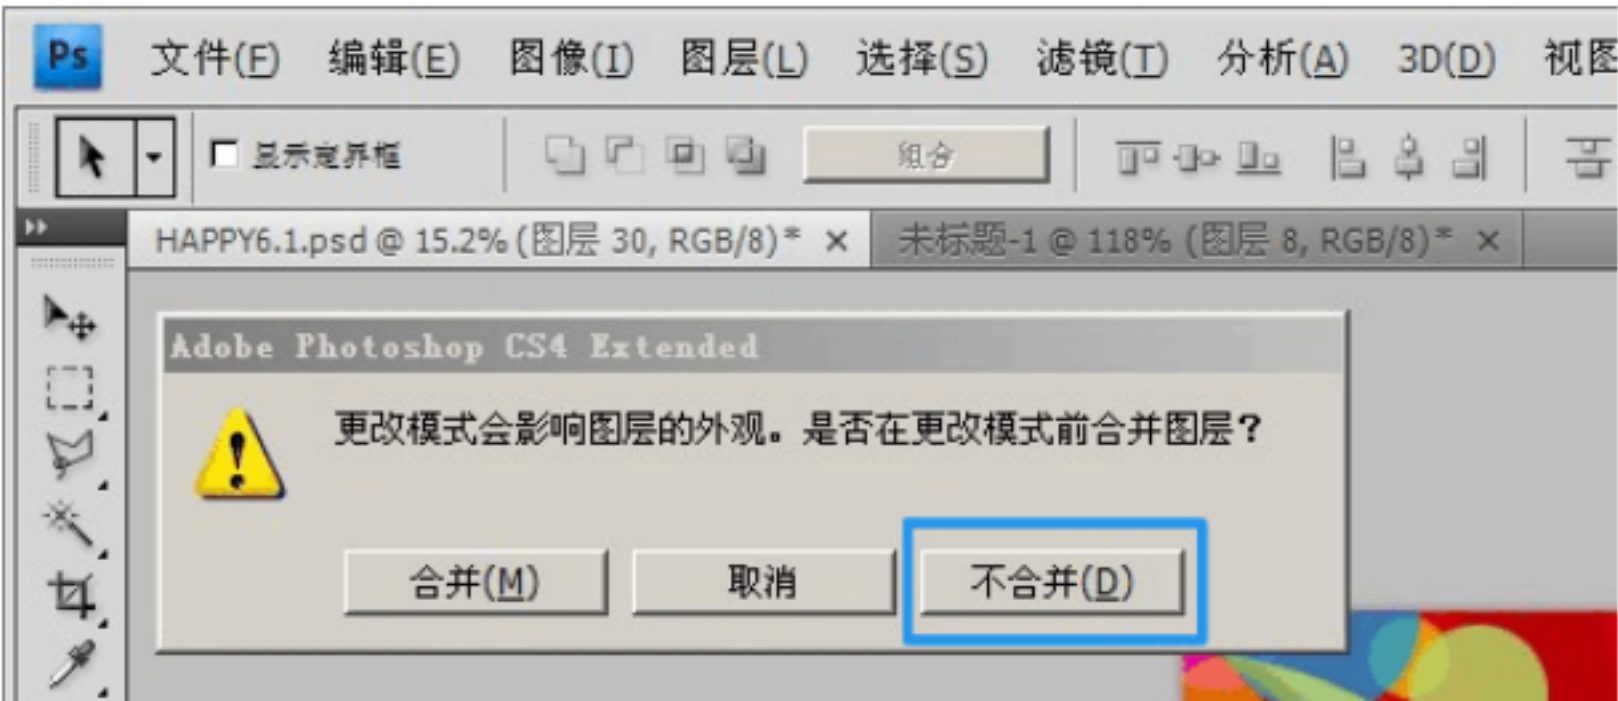 Ps 文件(F) 编辑(E) 图像(I) 图层(L) 选择(S) 滤镜(T) 分析(A) 3D(D) 视图
显示定界框 组合
HAPPY6.1.psd @ 15.2% (图层 30, RGB/8) * × 未标题-1 @ 118% (图层 8, RGB/8) * ×
Adobe Photoshop CS4 Extended
更改模式会影响图层的外观。是否在更改模式前合并图层？
合并(M) 取消 不合并(D)